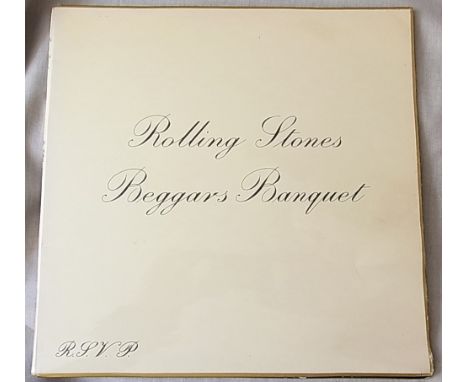 Rolling Stones
Beggars Banquet
R.S.V.P.